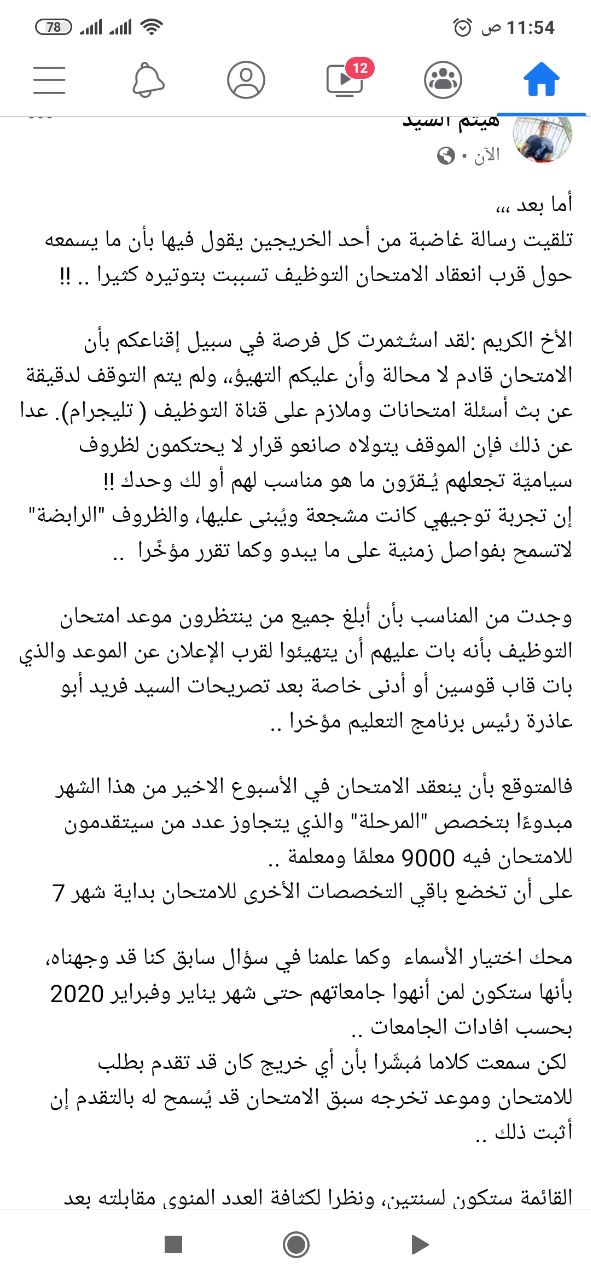 78
11:54 ص
12
هيتم السيد
الآن
أما بعد ،،،
تلقيت رسالة غاضبة من أحد الخريجين يقول فيها بأن ما يسمعه
حول قرب انعقاد الامتحان التوظيف تسببت بتوتيره كثيرا .. !!
الأخ الكريم :لقد استُـثمرت كل فرصة في سبيل إقناعكم بأن
الامتحان قادم لا محالة وأن عليكم التهيؤ،، ولم يتم التوقف لدقيقة
عن بث أسئلة امتحانات وملازم على قناة التوظيف ( تليجرام). عدا
عن ذلك فإن الموقف يتولاه صانعو قرار لا يحتكمون لظروف
سياميّة تجعلهم يُـقرّون ما هو مناسب لهم أو لك وحدك !!
إن تجربة توجيهي كانت مشجعة ويُبنى عليها، والظروف "الرابضة"
لاتسمح بفواصل زمنية على ما يبدو وكما تقرر مؤخًرا ..
وجدت من المناسب بأن أبلغ جميع من ينتظرون موعد امتحان
التوظيف بأنه بات عليهم أن يتهيئوا لقرب الإعلان عن الموعد والذي
بات قاب قوسين أو أدنى خاصة بعد تصريحات السيد فريد أبو
عاذرة رئيس برنامج التعليم مؤخرا ..
فالمتوقع بأن ينعقد الامتحان في الأسبوع الاخير من هذا الشهر
مبدوءًا بتخصص "المرحلة" والذي يتجاوز عدد من سيتقدمون
للامتحان فيه 9000 معلمًا ومعلمة ..
على أن تخضع باقي التخصصات الأخرى للامتحان بداية شهر 7
محك اختيار الأسماء وكما علمنا في سؤال سابق كنا قد وجهناه،
بأنها ستكون لمن أنهوا جامعاتهم حتى شهر يناير وفبراير 2020
بحسب افادات الجامعات ..
لكن سمعت كلاما مُبشّرا بأن أي خريج كان قد تقدم بطلب
للامتحان وموعد تخرجه سبق الامتحان قد يُسمح له بالتقدم إن
أثبت ذلك ..
القائمة ستكون لسنتين، ونظرا لكثافة العدد المنوي مقابلته بعد